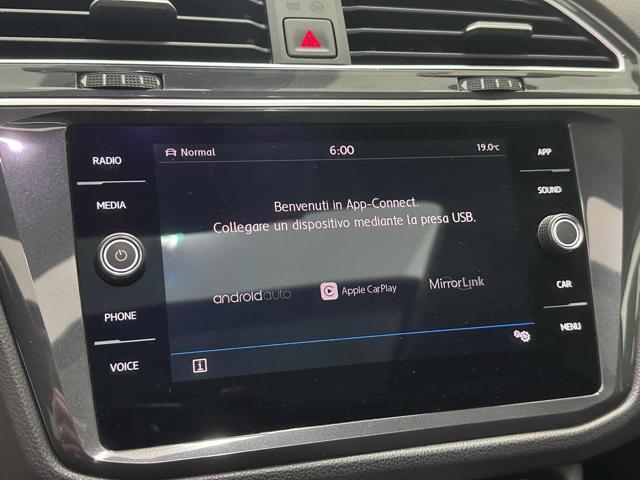 RADIO
MEDIA
PHONE
VOICE
Normal
6:00
19.0°C
Benvenuti in App-Connect.
Collegare un dispositivo mediante la presa USB.
androidauto
Apple CarPlay
MirrorLink
i
APP
SOUND
CAR
MENU